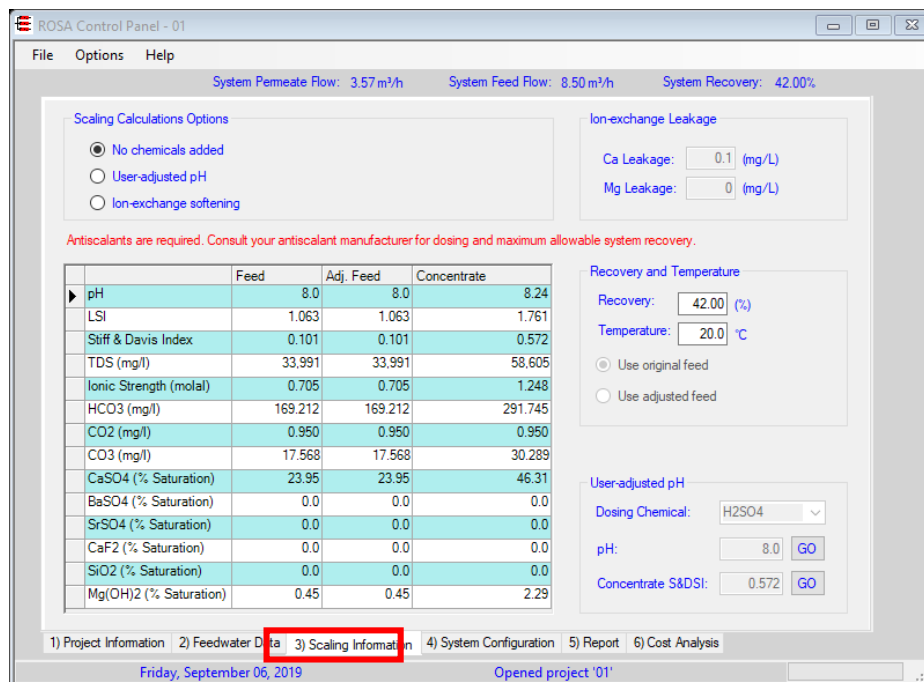 ROSA Control Panel - 01
File Options Help
System Permeate Flow: 3.57 m³/h System Feed Flow: 8.50 m³/h System Recovery: 42.00%
Scaling Calculations Options
No chemicals added
User-adjusted pH
Ion-exchange softening
Ion-exchange Leakage
Ca Leakage: 0.1 (mg/L)
Mg Leakage: 0 (mg/L)
Antiscalants are required. Consult your antiscalant manufacturer for dosing and maximum allowable system recovery.
Feed Adj. Feed Concentrate
pH 8.0 8.0 8.24
LSI 1.063 1.063 1.761
Stiff & Davis Index 0.101 0.101 0.572
TDS (mg/l) 33,991 33,991 58,605
Ionic Strength (molal) 0.705 0.705 1.248
HCO3 (mg/l) 169.212 169.212 291.745
CO2 (mg/l) 0.950 0.950 0.950
CO3 (mg/l) 17.568 17.568 30.289
CaSO4 (% Saturation) 23.95 23.95 46.31
BaSO4 (% Saturation) 0.0 0.0 0.0
SrSO4 (% Saturation) 0.0 0.0 0.0
CaF2 (% Saturation) 0.0 0.0 0.0
SiO2 (% Saturation) 0.0 0.0 0.0
Mg(OH)2 (% Saturation) 0.45 0.45 2.29
Recovery and Temperature
Recovery: 42.00 (%)
Temperature: 20.0 °C
Use original feed
Use adjusted feed
User-adjusted pH
Dosing Chemical: H2SO4
pH: 8.0 GO
Concentrate S&DSI: 0.572 GO
1) Project Information 2) Feedwater Data 3) Scaling Information 4) System Configuration 5) Report 6) Cost Analysis
Friday, September 06, 2019 Opened project '01'